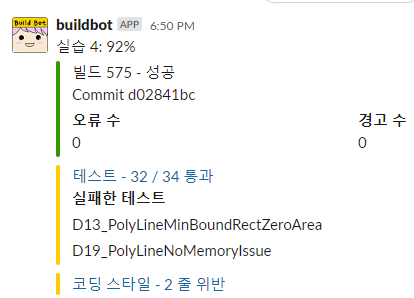 Build Bot
buildbot APP 6:50 PM
실습 4: 92%
빌드 575 - 성공
Commit d02841bc
오류 수 경고 수
0 0
테스트 - 32 / 34 통과
실패한 테스트
D13_PolyLineMinBoundRectZeroArea
D19_PolyLineNoMemoryIssue
코딩 스타일 - 2 줄 위반